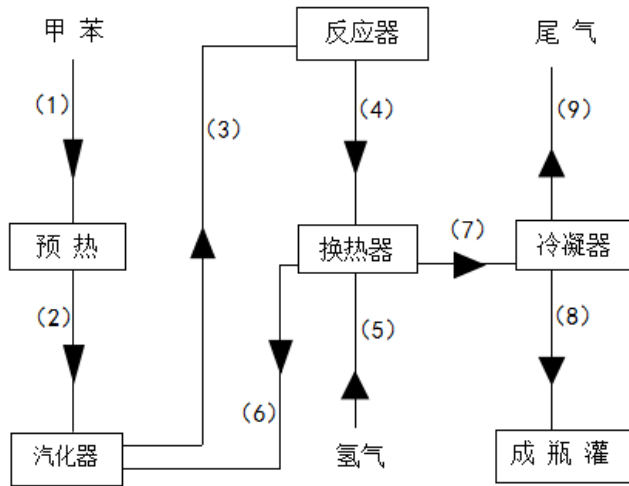 甲 苯
反应器
尾 气
(1)
(3)
(4)
(9)
预 热
换热器
(7)
冷凝器
(2)
(5)
(8)
(6)
汽化器
氢气
成 瓶 灌